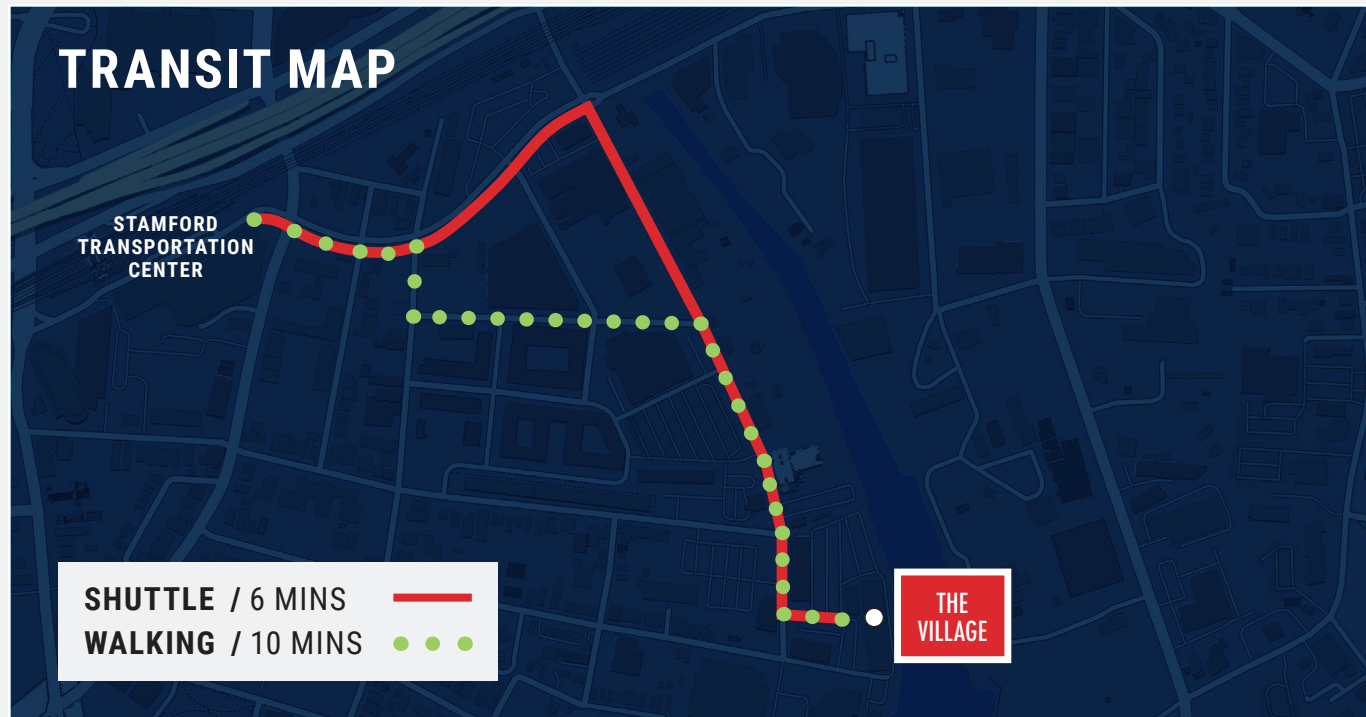 TRANSIT MAP
STAMFORD
TRANSPORTATION
CENTER
SHUTTLE / 6 MINS
WALKING / 10 MINS
THE
VILLAGE